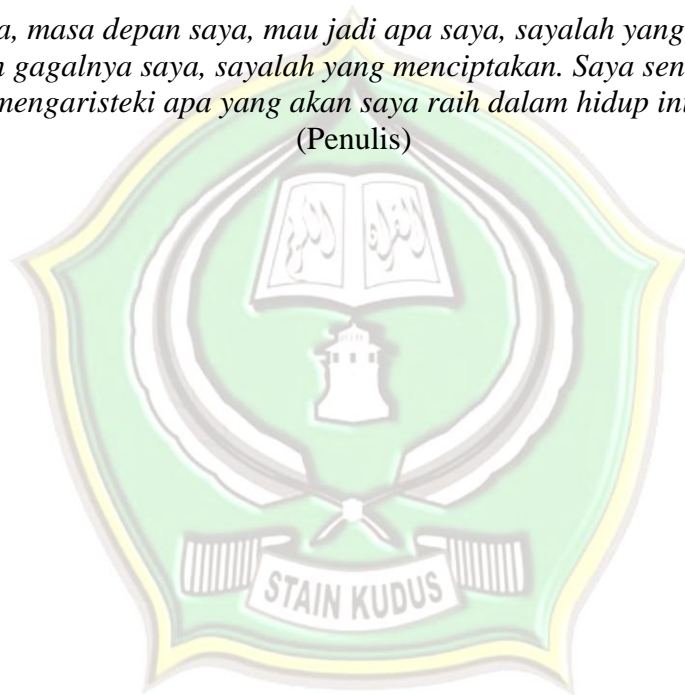 a, masa depan saya, mau jadi apa saya, sayalah yang
n gagalnya saya, sayalah yang menciptakan. Saya sen
mengaristeki apa yang akan saya raih dalam hidup ini
(Penulis)
STAIN KUDUS